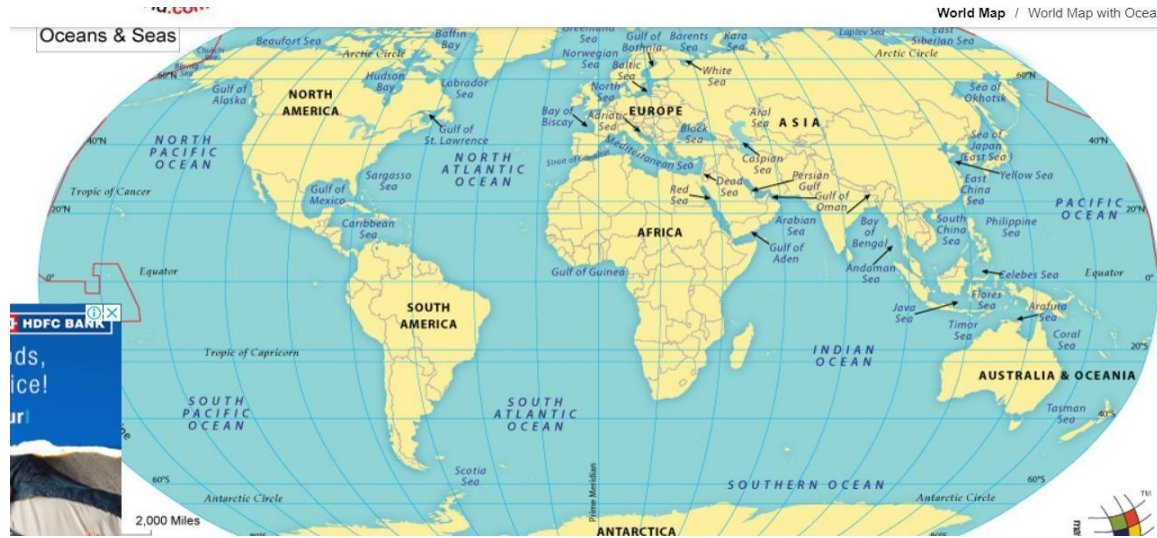 World Map / World Map with Ocea
Oceans & Seas
Beaufort Sea
Baffin
Bay
Greenland
Sea
Norwegian
Sea
Gulf of
Bothnia
Barents
Sea
Kara
Sea
Laptev Sea
East
Siberian Sea
Arctic Circle
Arctic Circle
60°N
60°N
Gulf of
Alaska
Hudson
Bay
Labrador
Sea
Baltic
Sea
North
Sea
White
Sea
Sea of
Okhotsk
NORTH
AMERICA
EUROPE
ASIA
Bay of
Biscay
Adriatic
Sea
Black
Sea
Aral
Sea
Caspian
Sea
Gulf of
St. Lawrence
40°N
40°N
NORTH
PACIFIC
OCEAN
NORTH
ATLANTIC
OCEAN
Mediterranean Sea
Sea of
Japan
(East Sea)
Yellow Sea
East
China
Sea
Sargasso
Sea
Tropic of Cancer
Gulf of
Mexico
Red
Sea
Dead
Sea
Persian
Gulf
Gulf of
Oman
PACIFIC
OCEAN
20°N
20°N
Caribbean
Sea
AFRICA
Arabian
Sea
Gulf of
Aden
Bay
of
Bengal
South
China
Sea
Philippine
Sea
Andaman
Sea
Celebes Sea
Gulf of Guinea
Equator
Equator
0°
0°
SOUTH
AMERICA
Java
Sea
Flores
Sea
Arafura
Sea
Timor
Sea
Coral
Sea
HDFC BANK
ds,
ice!
ur
Tropic of Capricorn
INDIAN
OCEAN
20°S
AUSTRALIA & OCEANIA
SOUTH
PACIFIC
OCEAN
SOUTH
ATLANTIC
OCEAN
Tasman
Sea
40°S
Scotia
Sea
Prime Meridian
60°S
60°S
SOUTHERN OCEAN
Antarctic Circle
Antarctic Circle
2,000 Miles
ANTARCTICA
TM